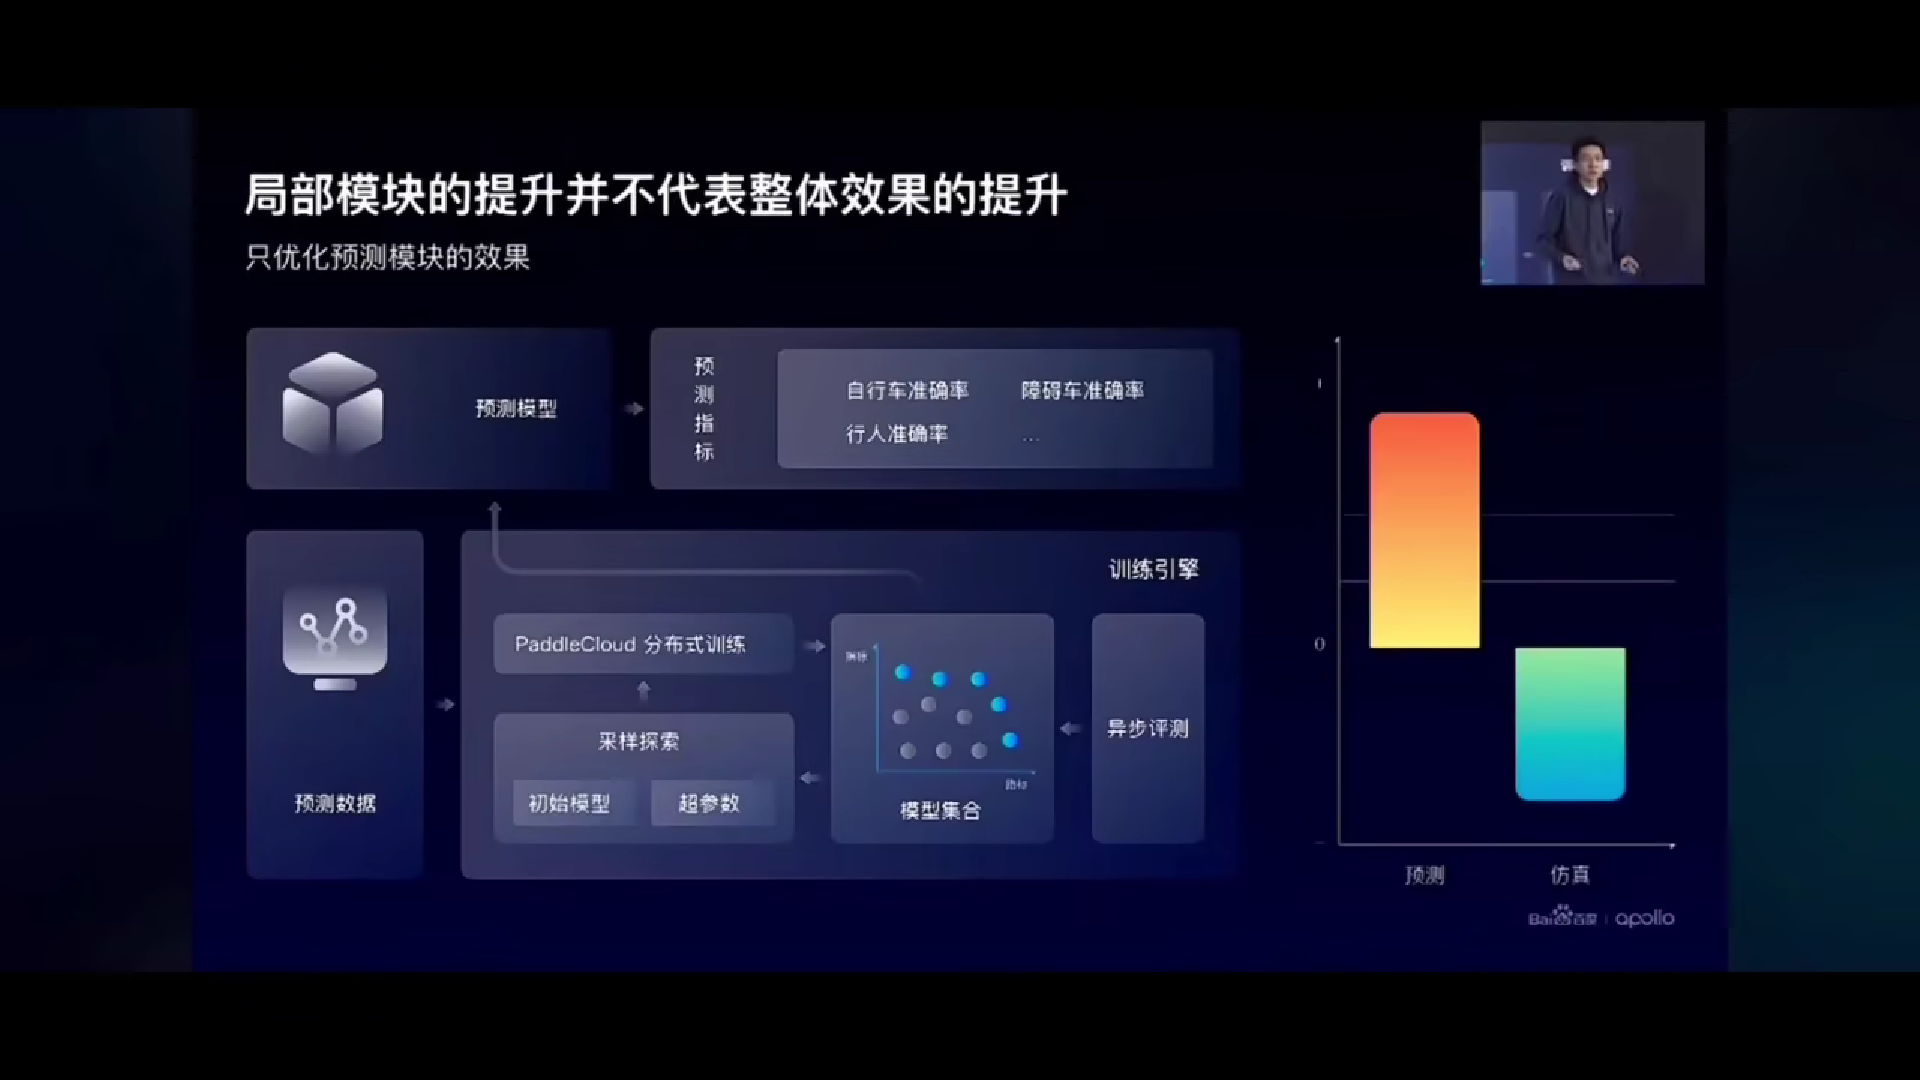 局部模块的提升并不代表整体效果的提升
只优化预测模块的效果
预测模型
预测指标
自行车准确率 障碍车准确率
行人准确率 ...
训练引擎
PaddleCloud 分布式训练
采样探索
初始模型 超参数
指标
模型集合
异步评测
预测数据
0
预测 仿真
Bai百度 | apollo